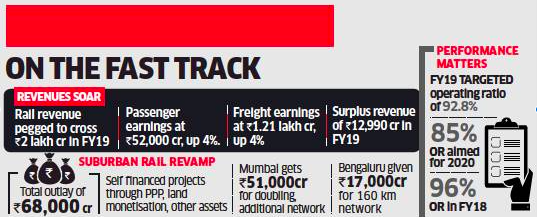 ON THE FAST TRACK
REVENUES SOAR
Rail revenue
pegged to cross
₹2 lakh cr in FY19
Passenger
earnings at
₹52,000 cr, up 4%.
Freight earnings
at ₹1.21 lakh cr,
up 4%
Surplus revenue
of ₹12,990 cr in
FY19
SUBURBAN RAIL REVAMP
Total outlay of
₹68,000 cr
Self financed projects
through PPP, land
monetisation, other assets
Mumbai gets
₹51,000cr
for doubling,
additional network
Bengaluru given
₹17,000cr
for 160 km
network
PERFORMANCE
MATTERS
FY19 TARGETED
operating ratio
of 92.8%
85%
OR aimed
for 2020
96%
OR in FY18